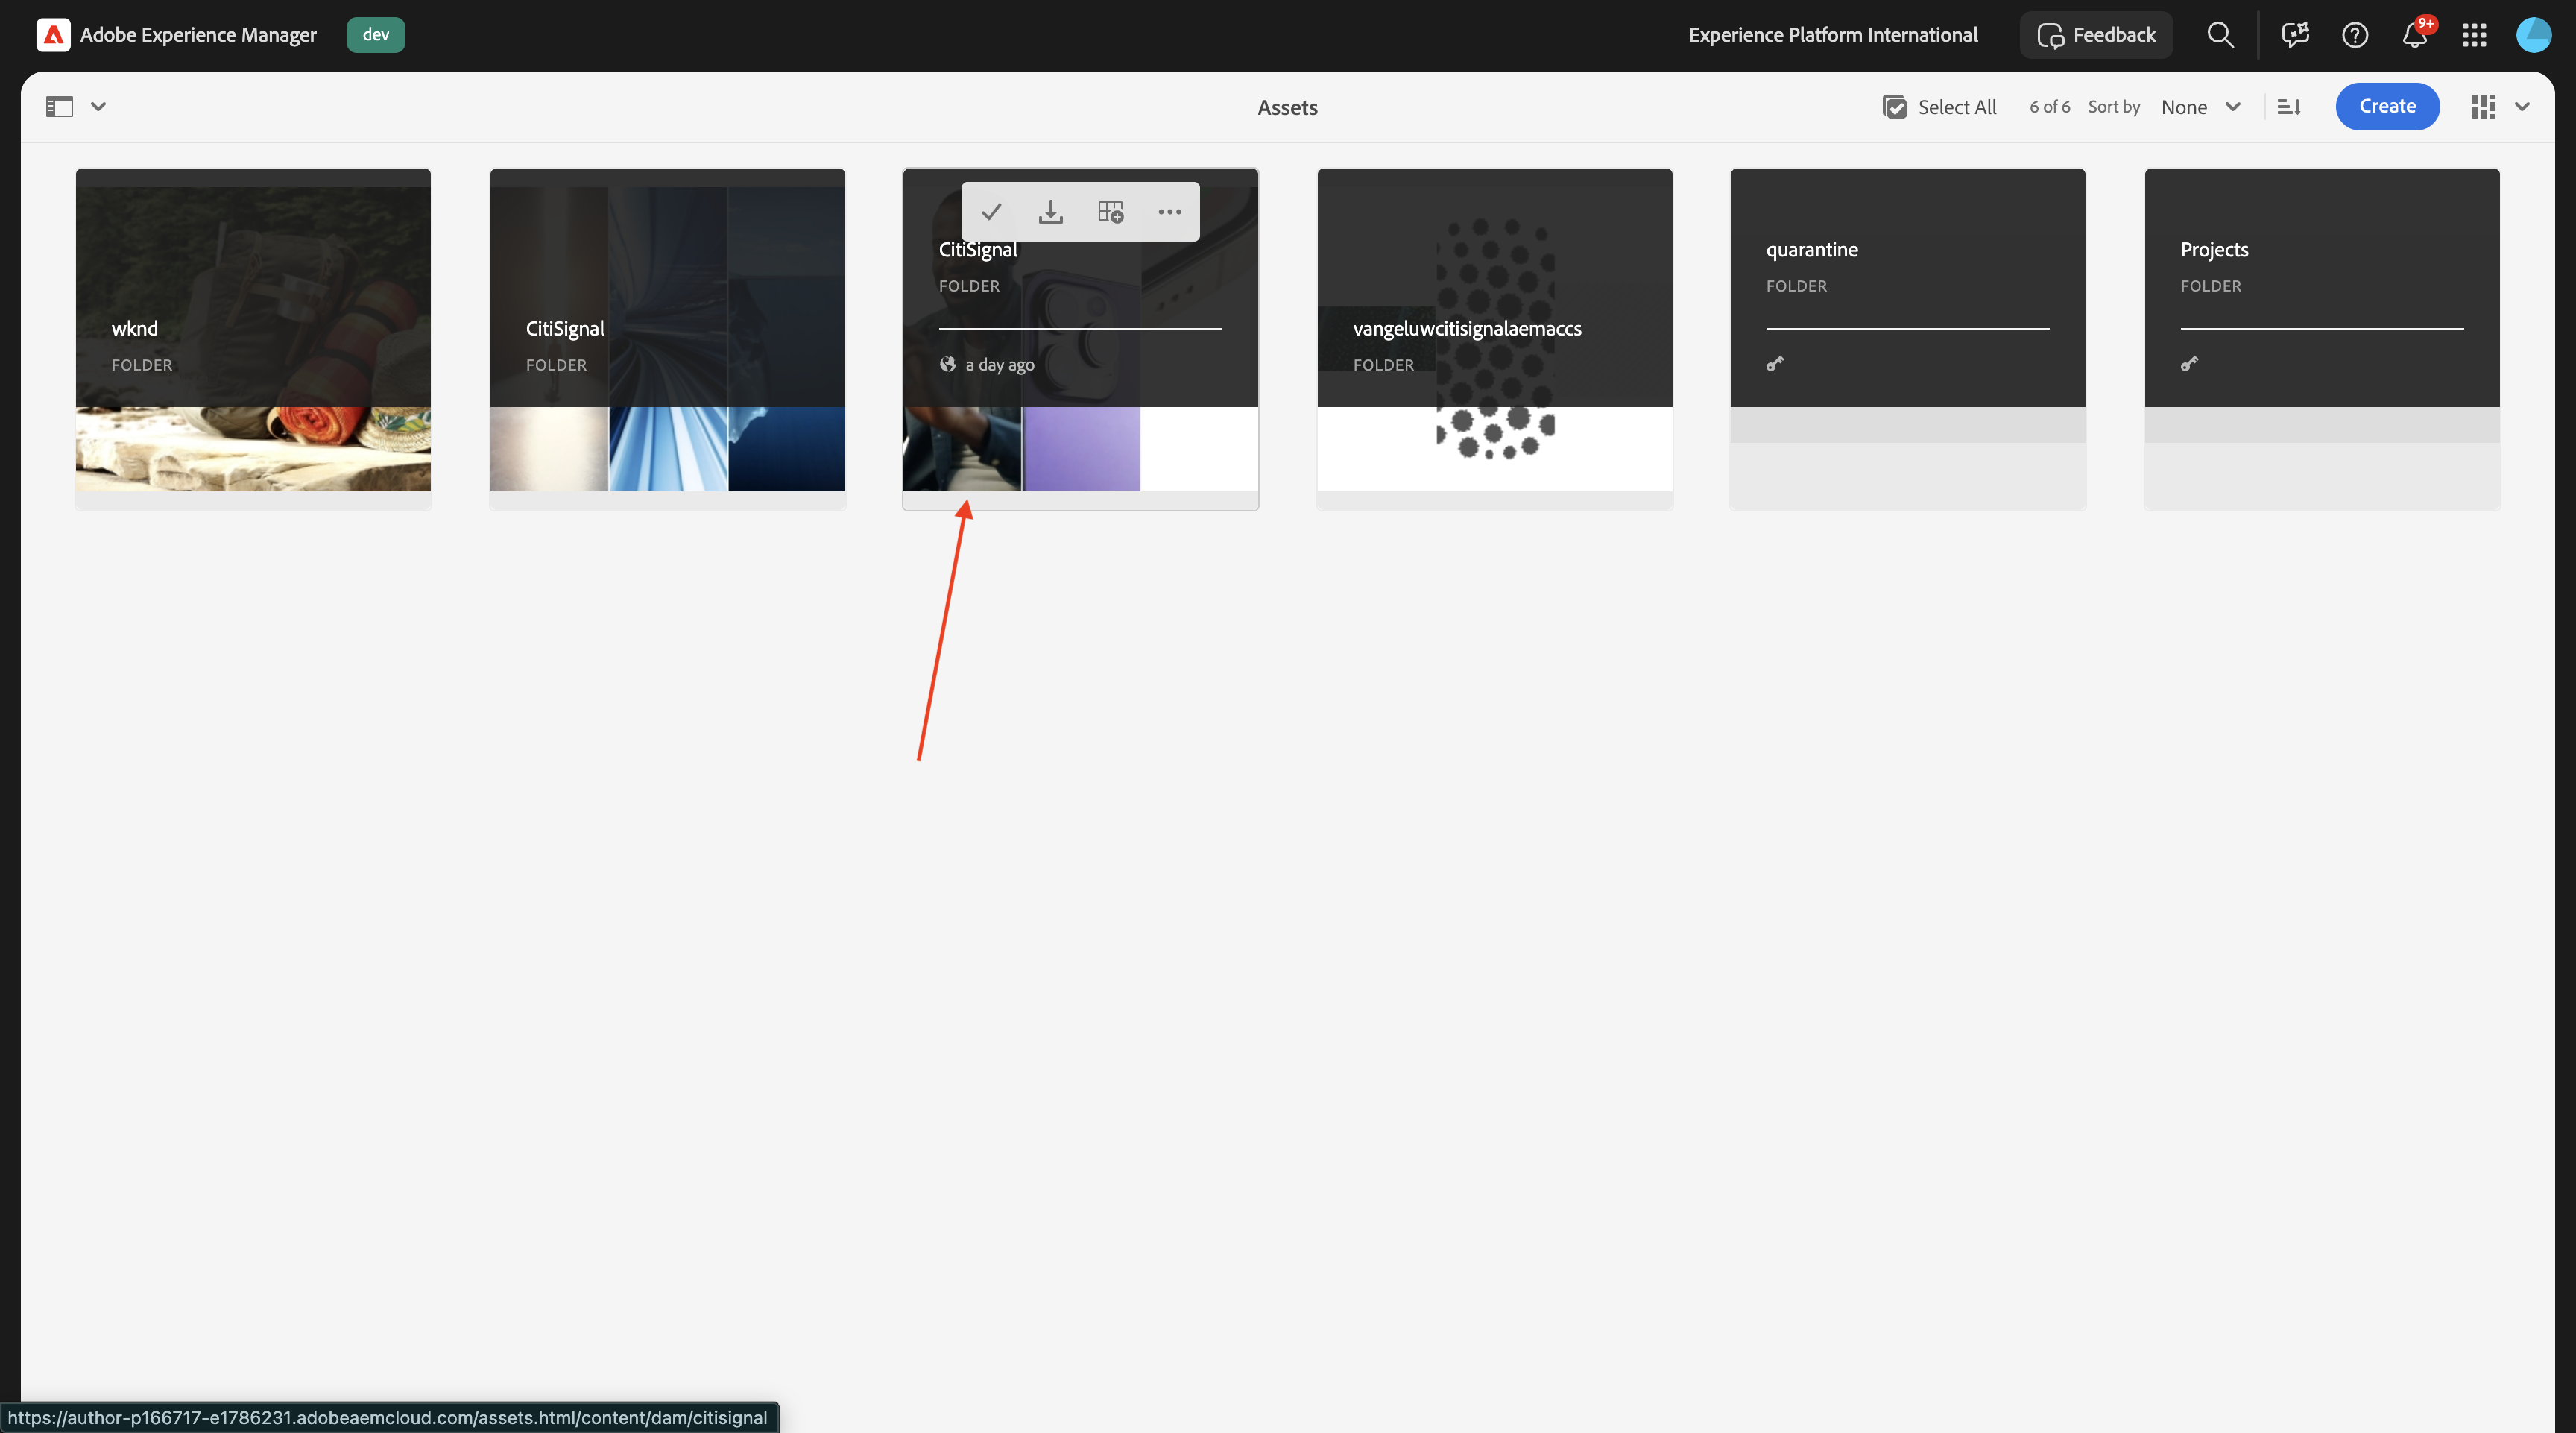 Adobe Experience Manager
dev
Experience Platform International
Feedback
9+
Assets
Select All
6 of 6
Sort by
None
Create
wknd
FOLDER
CitiSignal
FOLDER
CitiSignal
FOLDER
a day ago
vangeluwcitisignalaemaccs
FOLDER
quarantine
FOLDER
Projects
FOLDER
https://author-p166717-e1786231.adobeaemcloud.com/assets.html/content/dam/citisignal